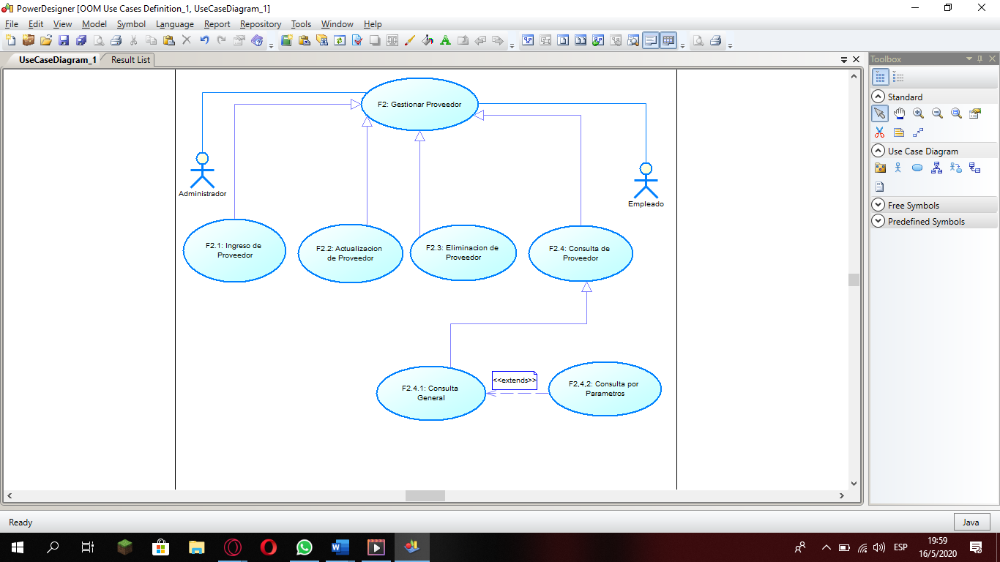 PowerDesigner [OOM Use Cases Definition_1, UseCaseDiagram_1]
File Edit View Model Symbol Language Report Repository Tools Window Help
UseCaseDiagram_1 Result List
Toolbox
Standard
Use Case Diagram
Free Symbols
Predefined Symbols
F2: Gestionar Proveedor
Administrador
Empleado
F2.1: Ingreso de
Proveedor
F2.2: Actualizacion
de Proveedor
F2.3: Eliminacion de
Proveedor
F2.4: Consulta de
Proveedor
F2.4.1: Consulta
General
<<extends>>
F2,4,2: Consulta por
Parametros
Ready
Java
ESP
19:59
16/5/2020